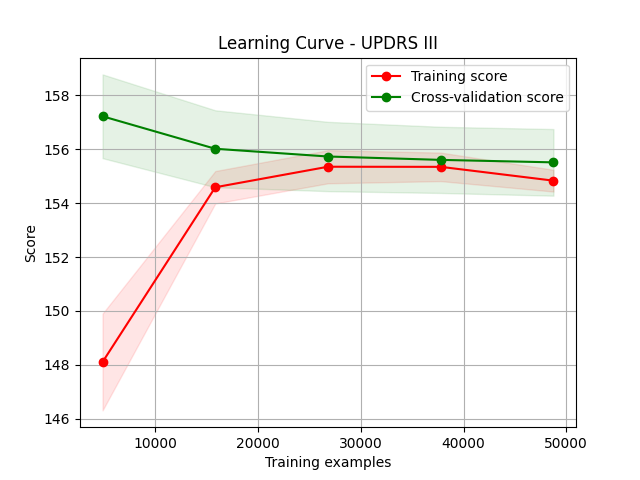 Learning Curve - UPDRS III
Training score
Cross-validation score
158
156
154
152
150
148
146
Score
10000 20000 30000 40000 50000
Training examples